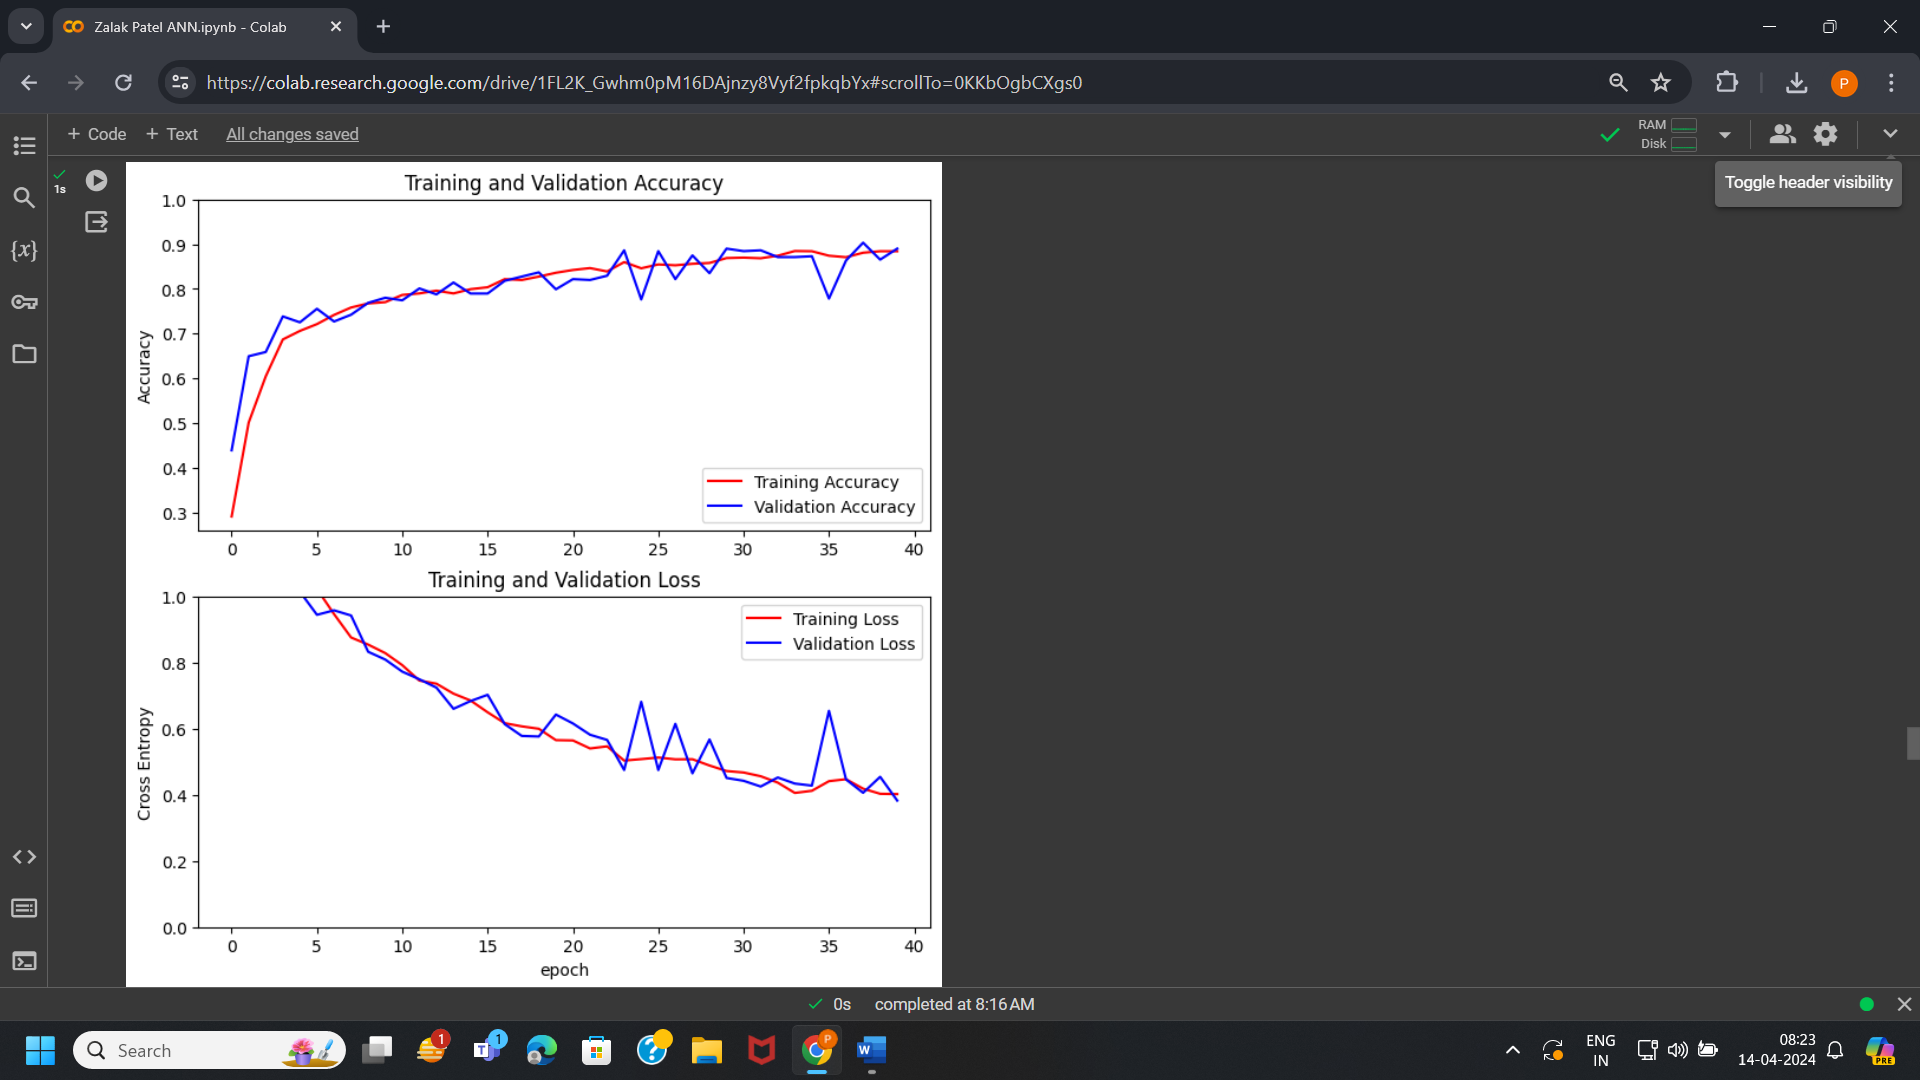 Zalak Patel ANN.ipynb - Colab
https://colab.research.google.com/drive/1FL2K_Gwhm0pM16DAjnzy8Vyf2fpkqbYx#scrollTo=0KKbOgbCXgs0
P
+ Code + Text All changes saved
RAM
Disk
Toggle header visibility
{x}
1s
Training and Validation Accuracy
1.0
0.9
0.8
0.7
0.6
0.5
0.4
0.3
Accuracy
Training Accuracy
Validation Accuracy
0 5 10 15 20 25 30 35 40
Training and Validation Loss
1.0
0.8
0.6
0.4
0.2
0.0
Cross Entropy
Training Loss
Validation Loss
0 5 10 15 20 25 30 35 40
epoch
0s completed at 8:16 AM
Search
1
1
T
?
P
W
ENG
IN
08:23
14-04-2024
PRE